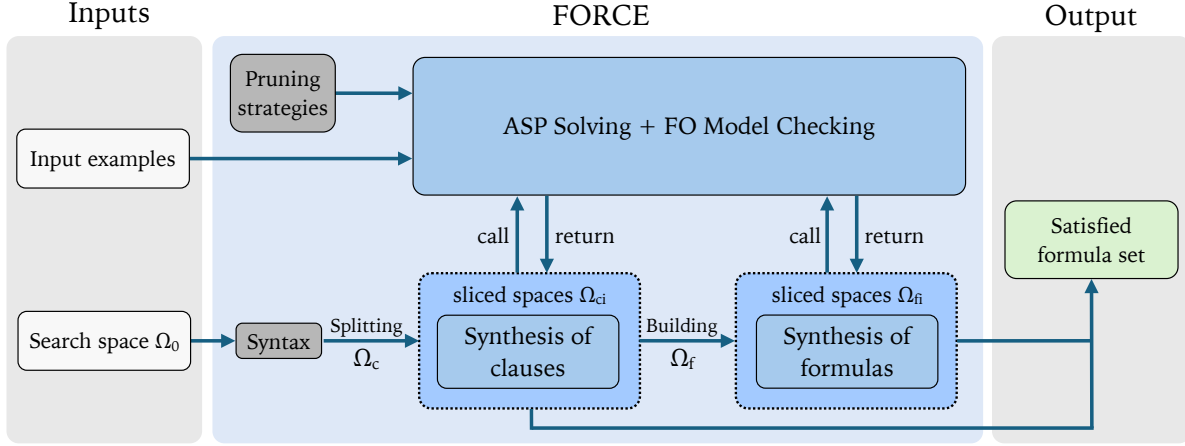 Inputs
FORCE
Output
Pruning
strategies
ASP Solving + FO Model Checking
Input examples
call
return
call
return
Satisfied
formula set
sliced spaces Ωci
sliced spaces Ωfi
Search space Ω0
Syntax
Splitting
Ωc
Synthesis of
clauses
Building
Ωf
Synthesis of
formulas